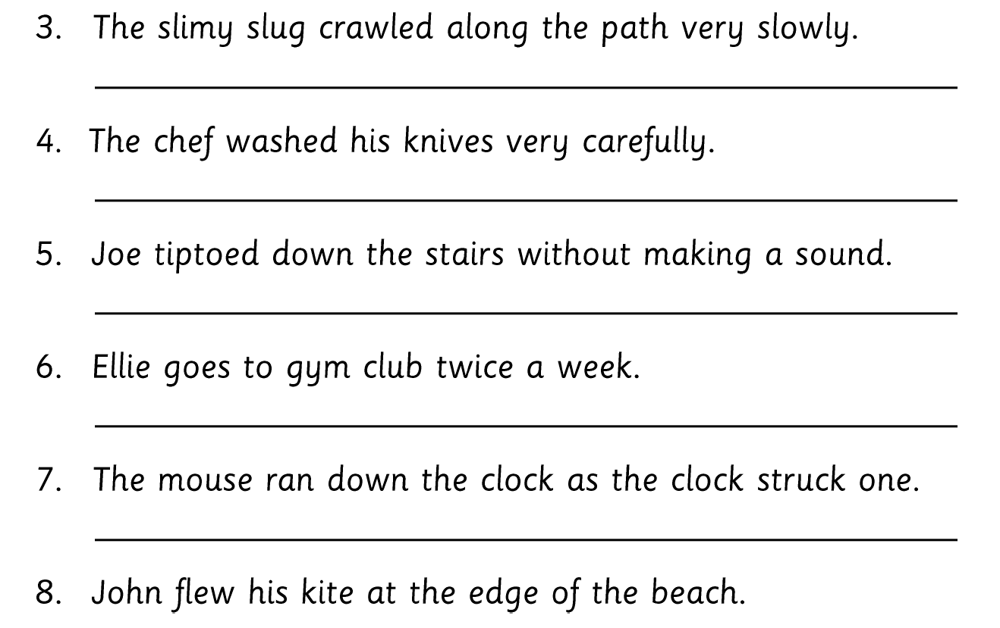 3. The slimy slug crawled along the path very slowly.
4. The chef washed his knives very carefully.
5. Joe tiptoed down the stairs without making a sound.
6. Ellie goes to gym club twice a week.
7. The mouse ran down the clock as the clock struck one.
8. John flew his kite at the edge of the beach.